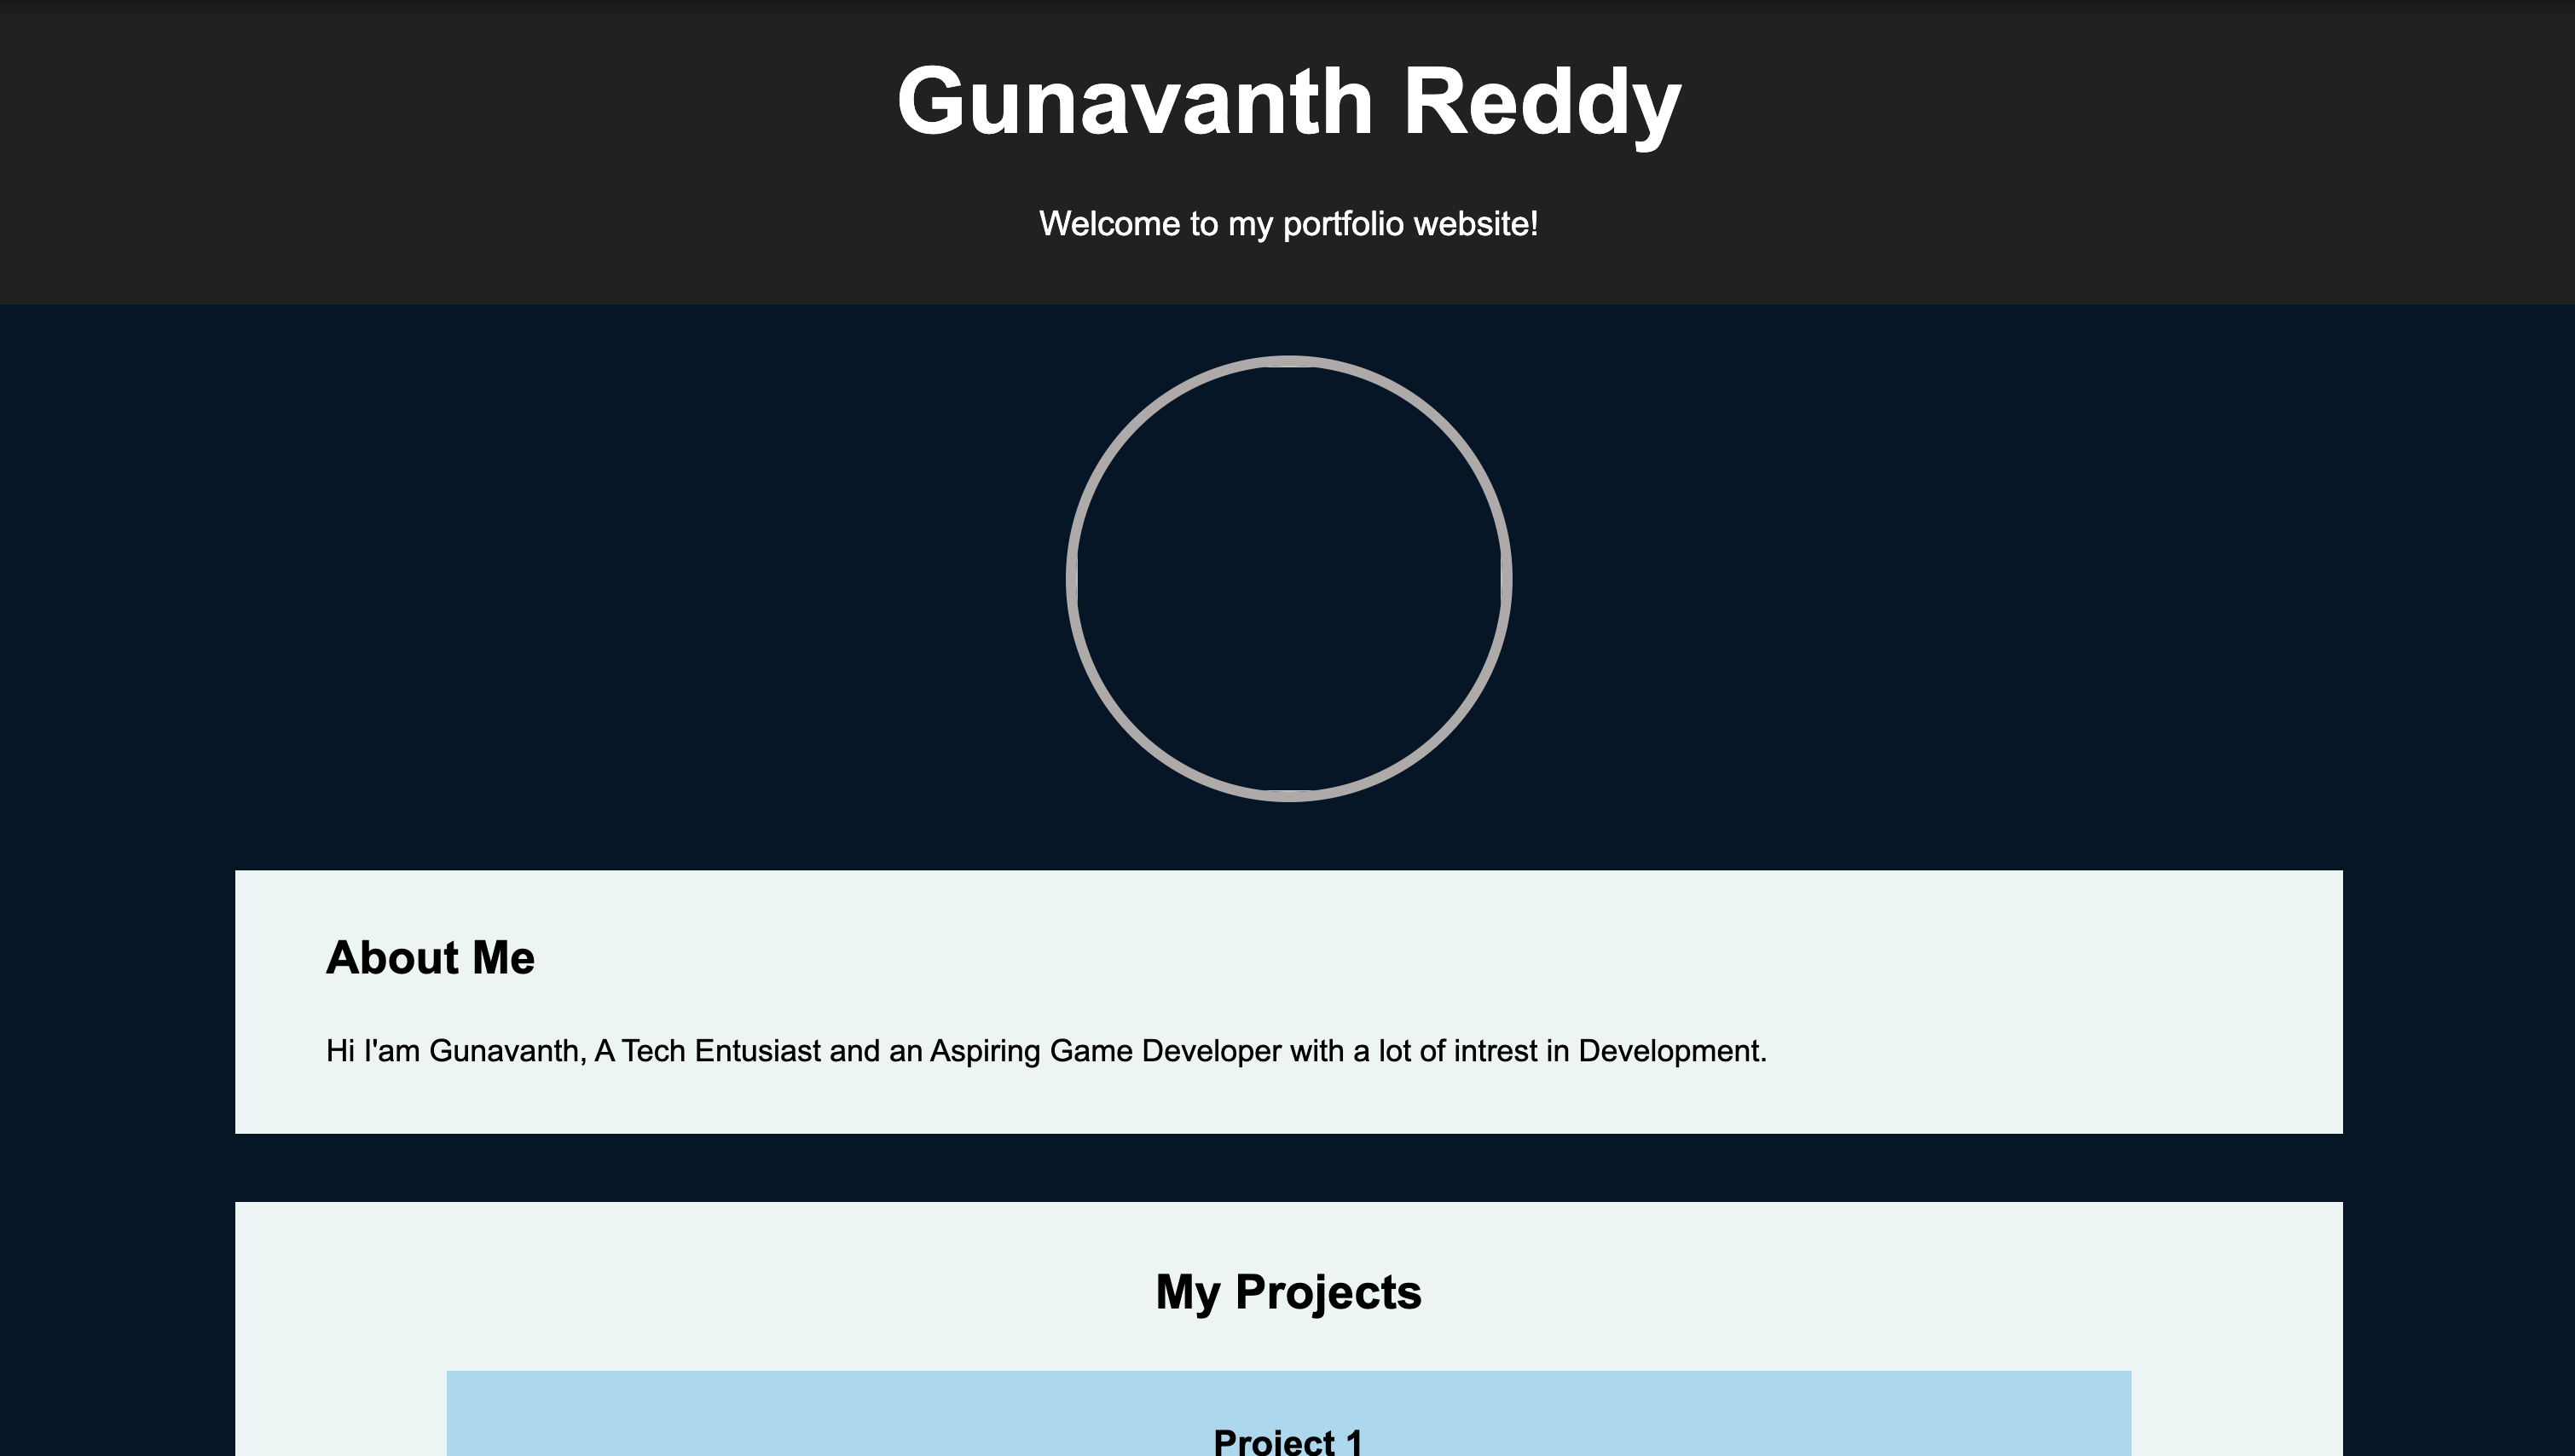 Gunavanth Reddy
Welcome to my portfolio website!
About Me
Hi I'am Gunavanth, A Tech Entusiast and an Aspiring Game Developer with a lot of intrest in Development.
My Projects
Project 1